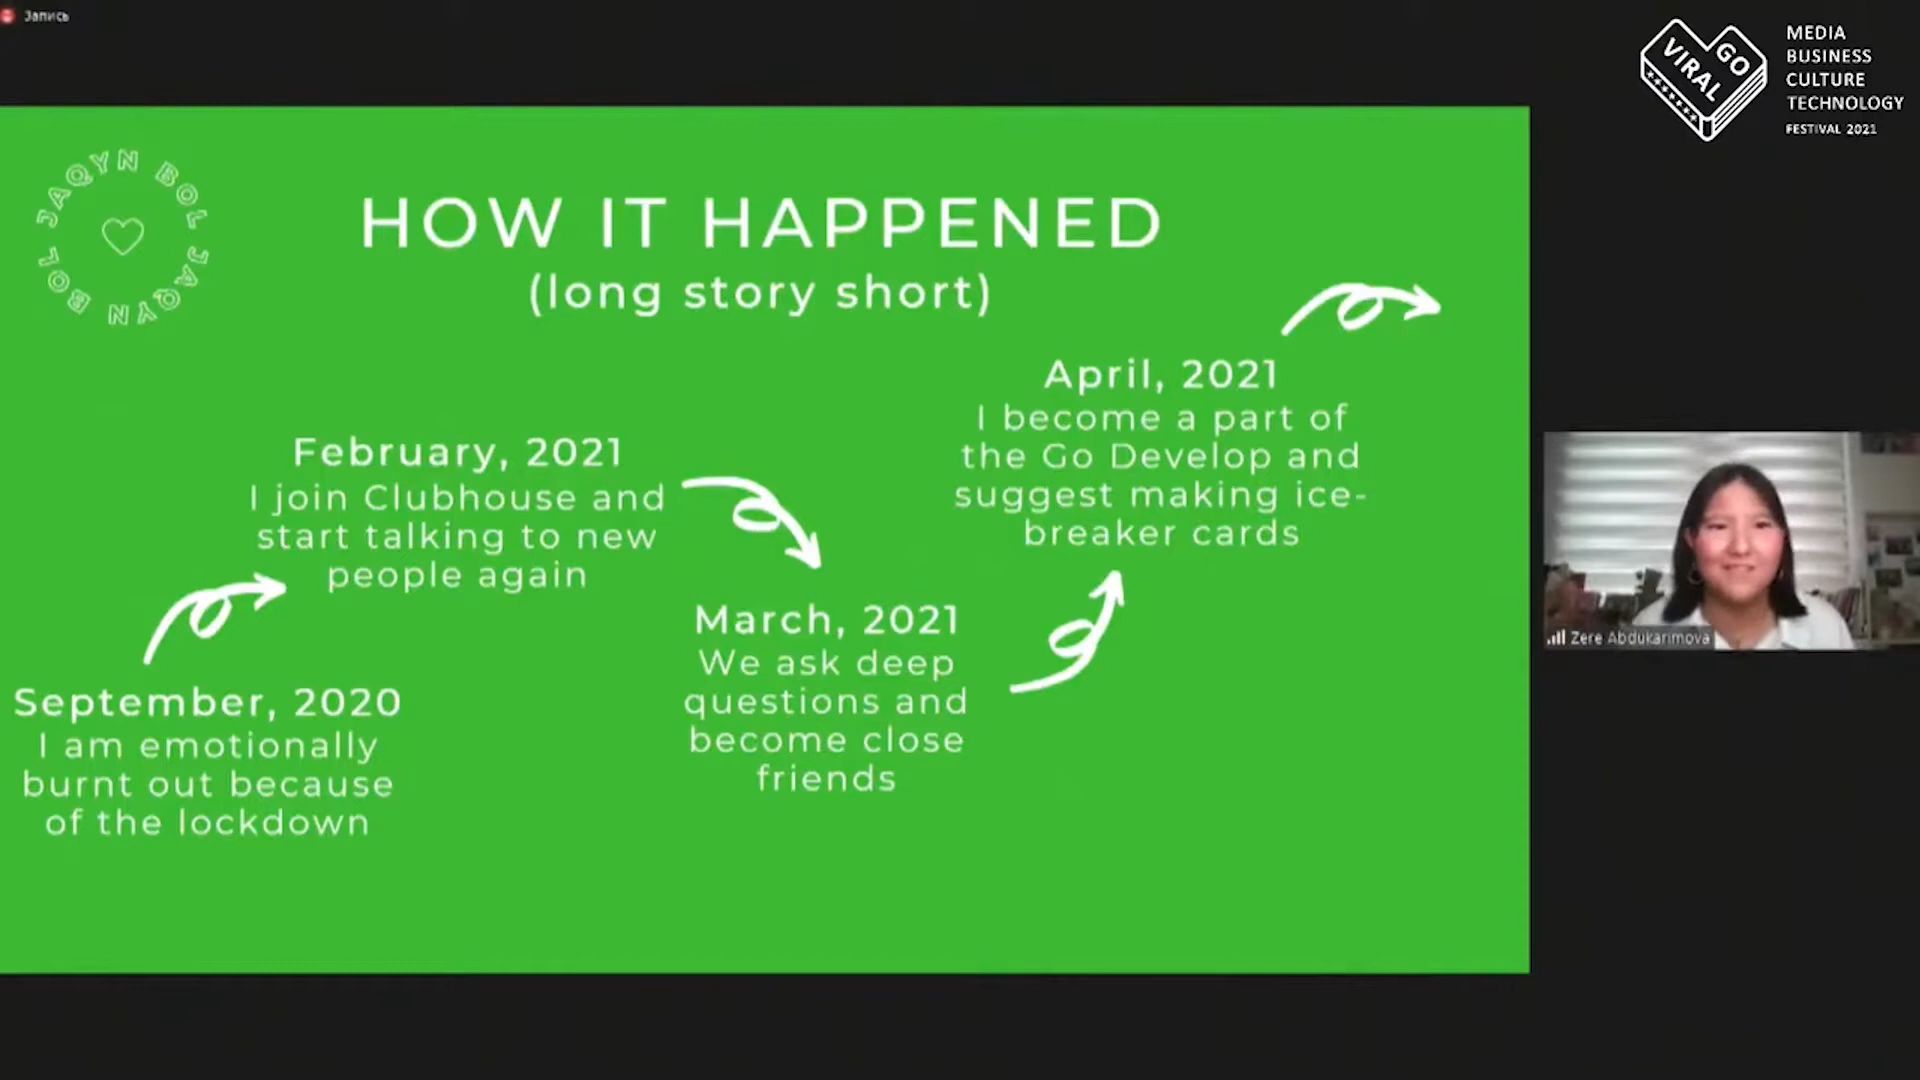 Запись
VIRAL GO
MEDIA
BUSINESS
CULTURE
TECHNOLOGY
FESTIVAL 2021
JAQYN BOL JAQYN BOL
HOW IT HAPPENED
(long story short)
September, 2020
I am emotionally
burnt out because
of the lockdown
February, 2021
I join Clubhouse and
start talking to new
people again
March, 2021
We ask deep
questions and
become close
friends
April, 2021
I become a part of
the Go Develop and
suggest making ice-
breaker cards
Zere Abdukarimova